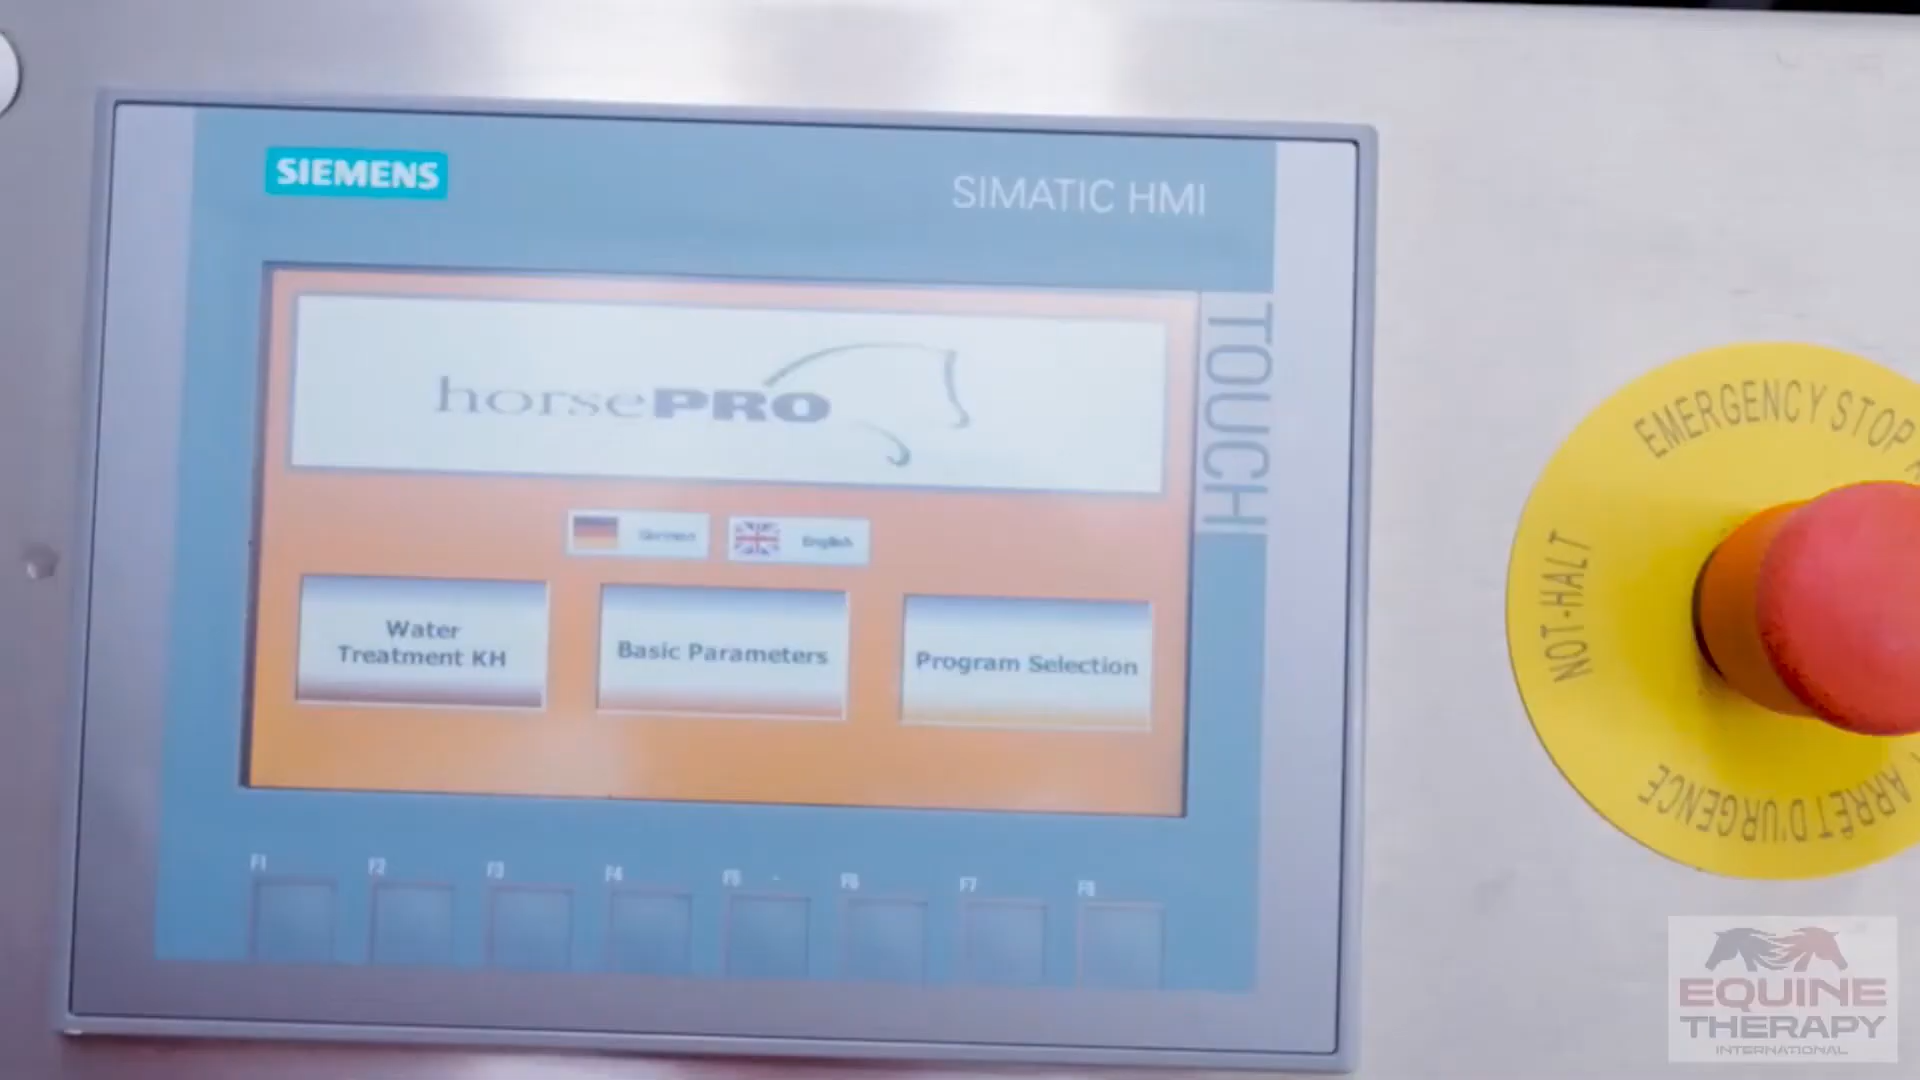 SIEMENS
SIMATIC HMI
TOUCH
horsePRO
German
English
Water
Treatment KH
Basic Parameters
Program Selection
F1
F2
F3
F4
F5
F6
F7
F8
EMERGENCY STOP
NOT-HALT
ARRÊT D'URGENCE
EQUINE
THERAPY
INTERNATIONAL